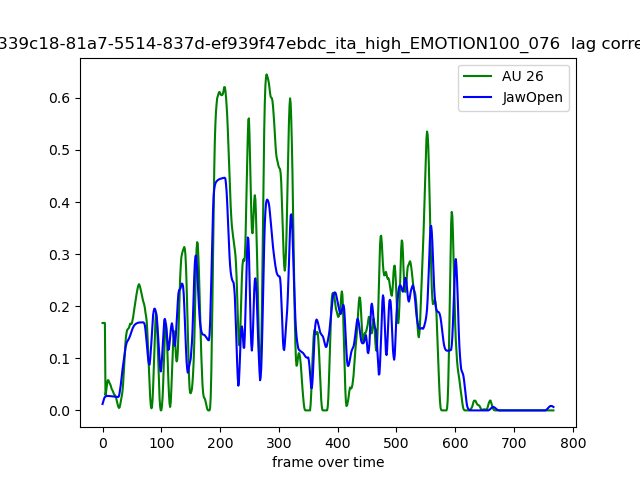 339c18-81a7-5514-837d-ef939f47ebdc_ita_high_EMOTION100_076 lag corre
AU 26
JawOpen
0.6
0.5
0.4
0.3
0.2
0.1
0.0
0 100 200 300 400 500 600 700 800
frame over time